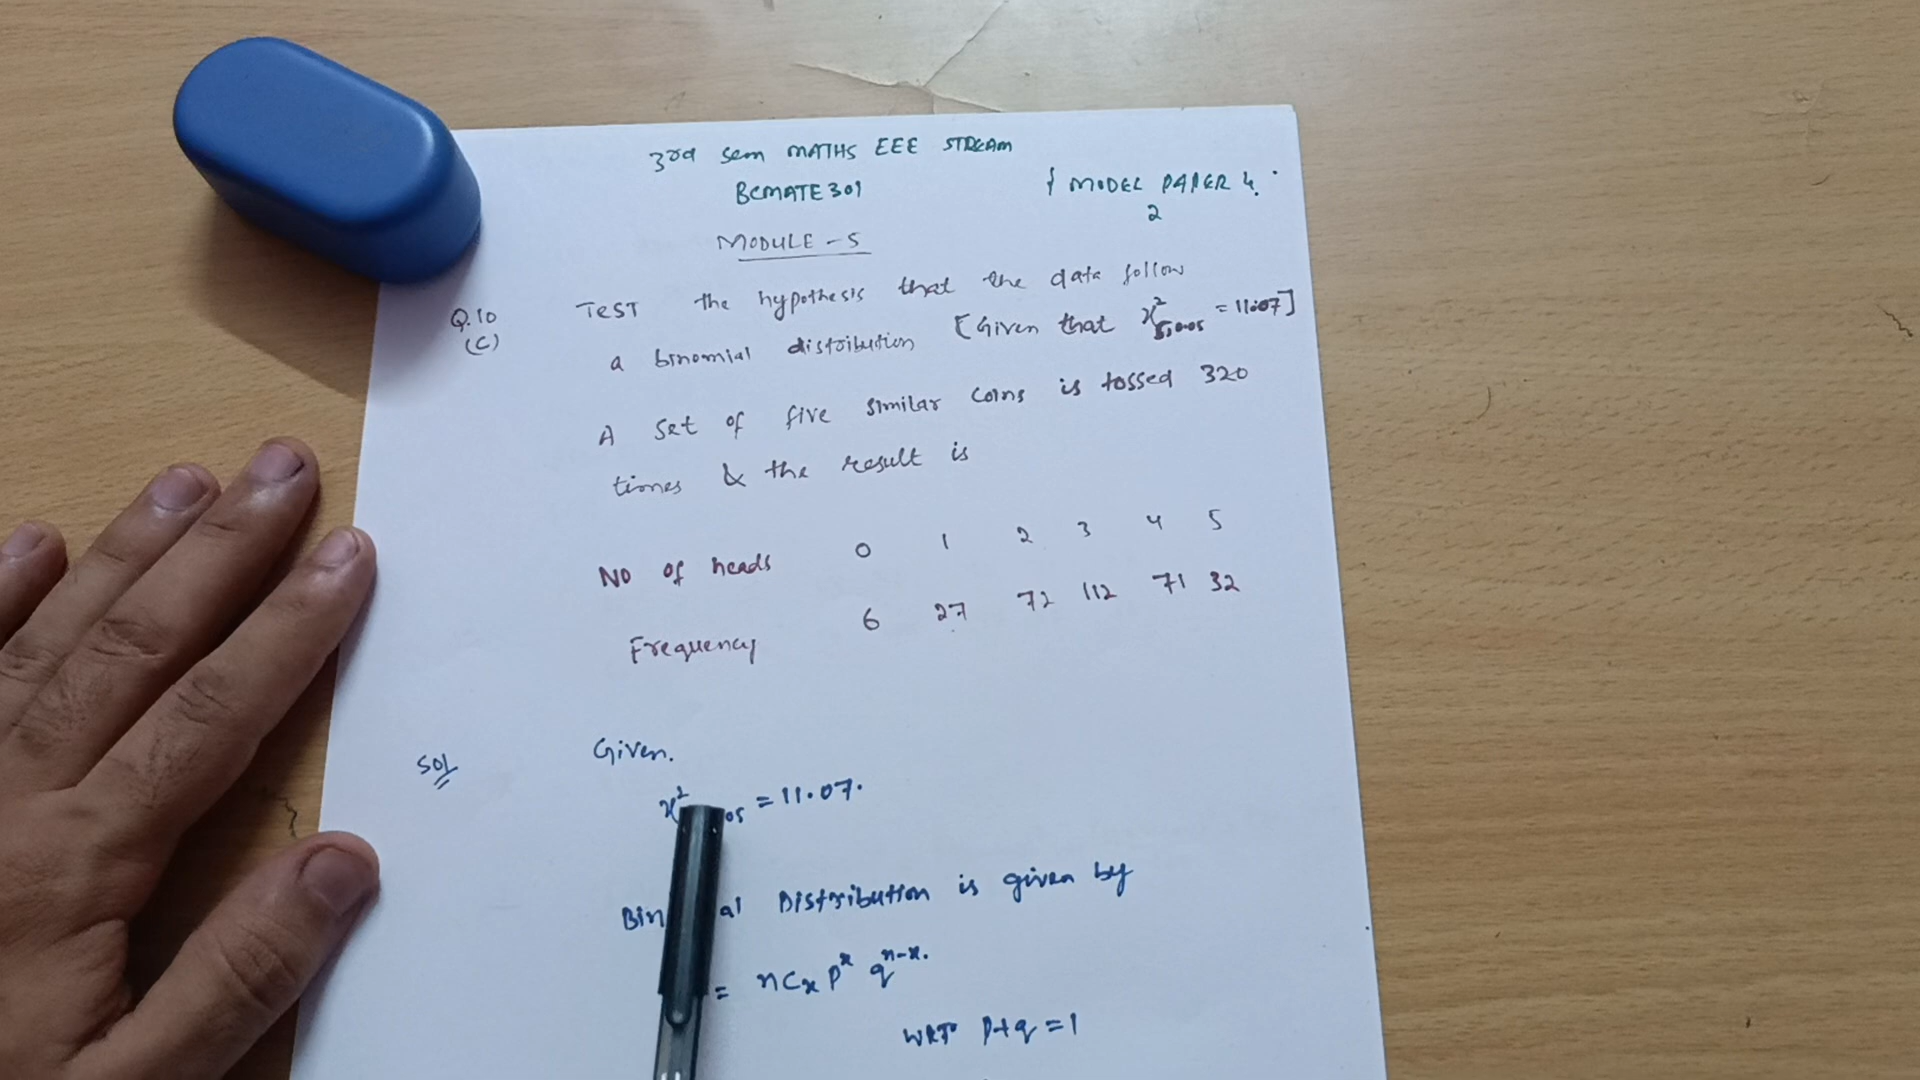 3rd sem MATHS EEE STREAM
BCMATE301
{ MODEL PAPER 4.
2
MODULE - 5
Q.10 (C) TEST the hypothesis that the data follow
a binomial distribution [Given that χ²5,0.05 = 11.07]
A set of five similar coins is tossed 320
times & the result is
No of heads 0 1 2 3 4 5
Frequency 6 27 72 112 71 32
Sol Given.
χ² 05 = 11.07.
Bin al Distribution is given by
= nCx p^x q^n-x.
WKT p+q = 1